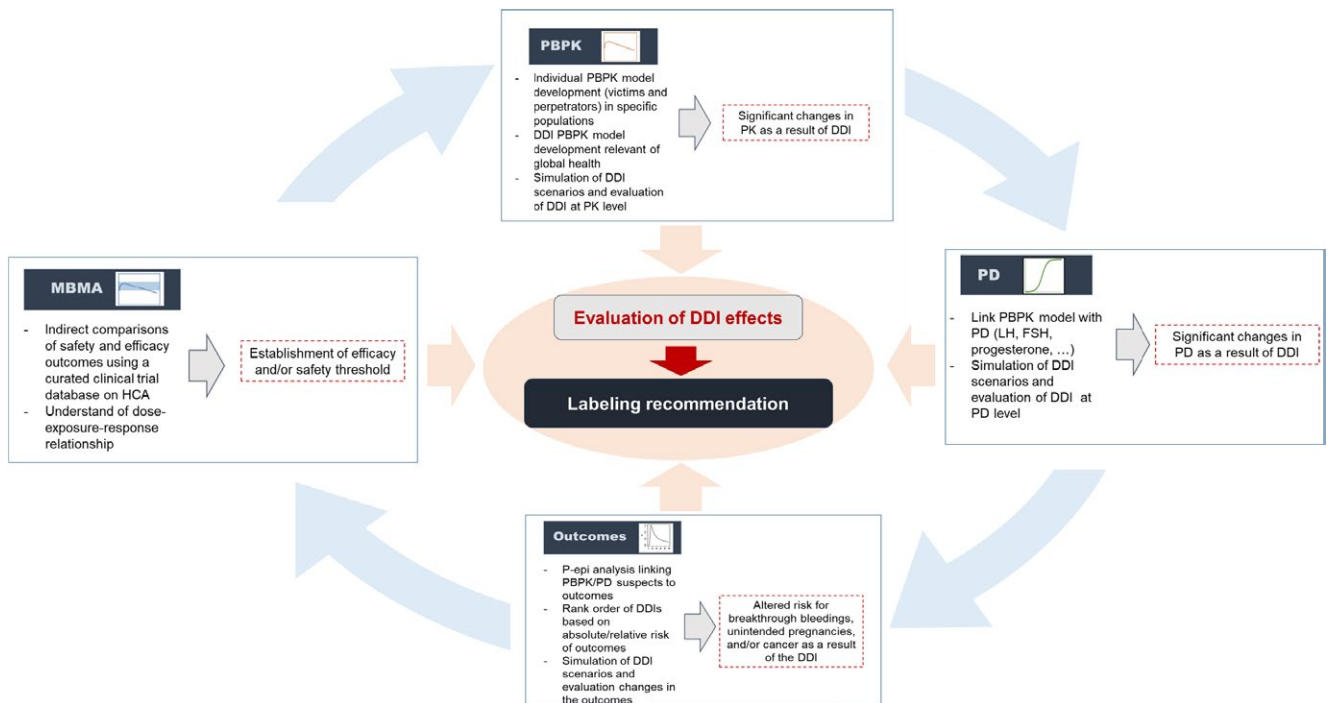 PBPK
- Individual PBPK model
development (victims and
perpetrators) in specific
populations
- DDI PBPK model
development relevant of
global health
- Simulation of DDI
scenarios and evaluation
of DDI at PK level
Significant changes in
PK as a result of DDI
MBMA
- Indirect comparisons
of safety and efficacy
outcomes using a
curated clinical trial
database on HCA
- Understand of dose-
exposure-response
relationship
Establishment of efficacy
and/or safety threshold
Evaluation of DDI effects
Labeling recommendation
PD
- Link PBPK model with
PD (LH, FSH,
progesterone, ...)
- Simulation of DDI
scenarios and
evaluation of DDI at
PD level
Significant changes in
PD as a result of DDI
Outcomes
- P-epi analysis linking
PBPK/PD suspects to
outcomes
- Rank order of DDIs
based on
absolute/relative risk
of outcomes
- Simulation of DDI
scenarios and
evaluation changes in
the outcomes
Altered risk for
breakthrough bleedings,
unintended pregnancies,
and/or cancer as a result
of the DDI